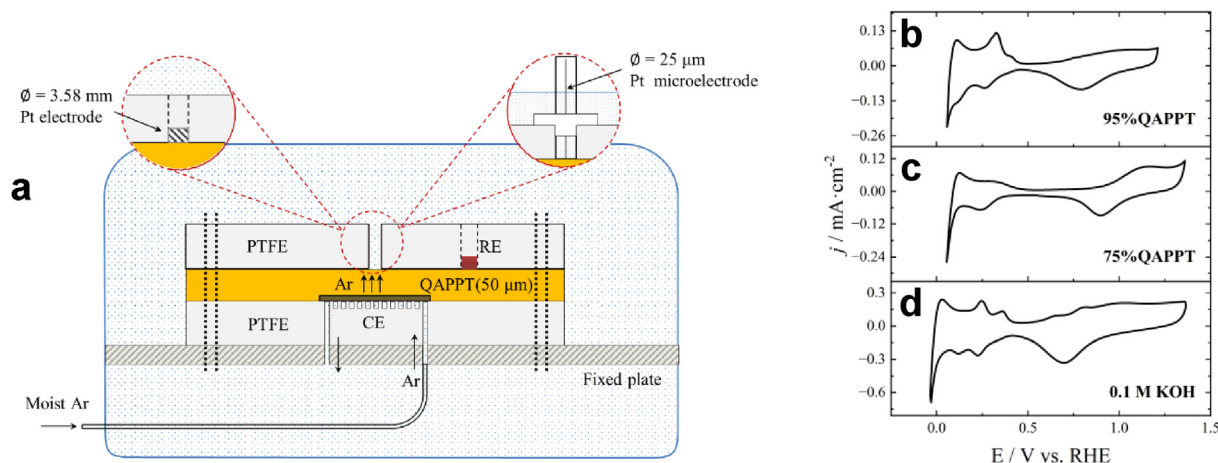 a
Ø = 3.58 mm
Pt electrode
Ø = 25 μm
Pt microelectrode
PTFE
RE
Ar
QAPPT(50 μm)
PTFE
CE
Ar
Fixed plate
Moist Ar
b
0.13
0.00
−0.13
−0.26
95%QAPPT
c
0.12
0.00
−0.12
−0.24
75%QAPPT
d
0.3
0.0
−0.3
−0.6
0.1 M KOH
j / mA·cm⁻²
0.0 0.5 1.0 1.5
E / V vs. RHE